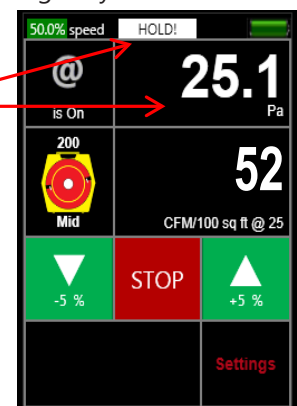 50.0% speed
HOLD!
@
is On
25.1
Pa
200
Mid
52
CFM/100 sq ft @ 25
-5 %
STOP
+5 %
Settings